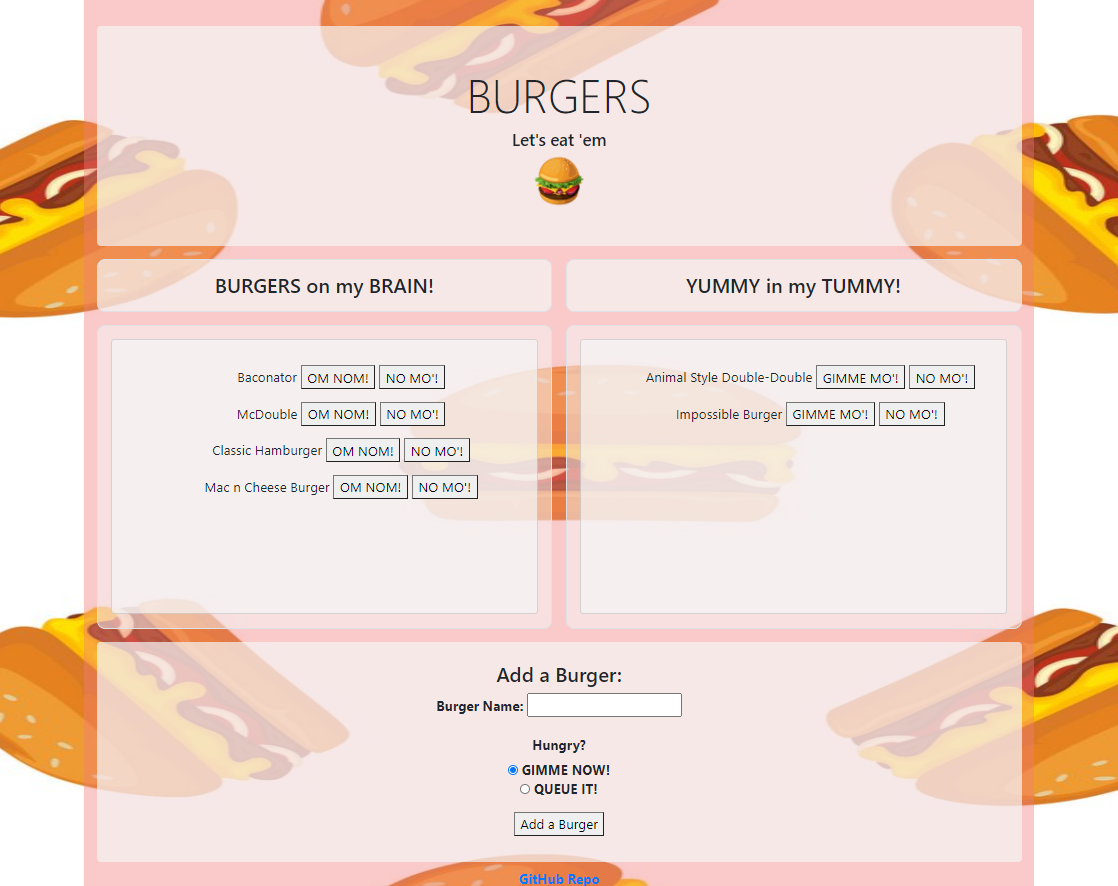 BURGERS
Let's eat 'em
BURGERS on my BRAIN!
YUMMY in my TUMMY!
Baconator OM NOM! NO MO'!
McDouble OM NOM! NO MO'!
Classic Hamburger OM NOM! NO MO'!
Mac n Cheese Burger OM NOM! NO MO'!
Animal Style Double-Double GIMME MO'! NO MO'!
Impossible Burger GIMME MO'! NO MO'!
Add a Burger:
Burger Name:
Hungry?
GIMME NOW!
QUEUE IT!
Add a Burger
GitHub Repo